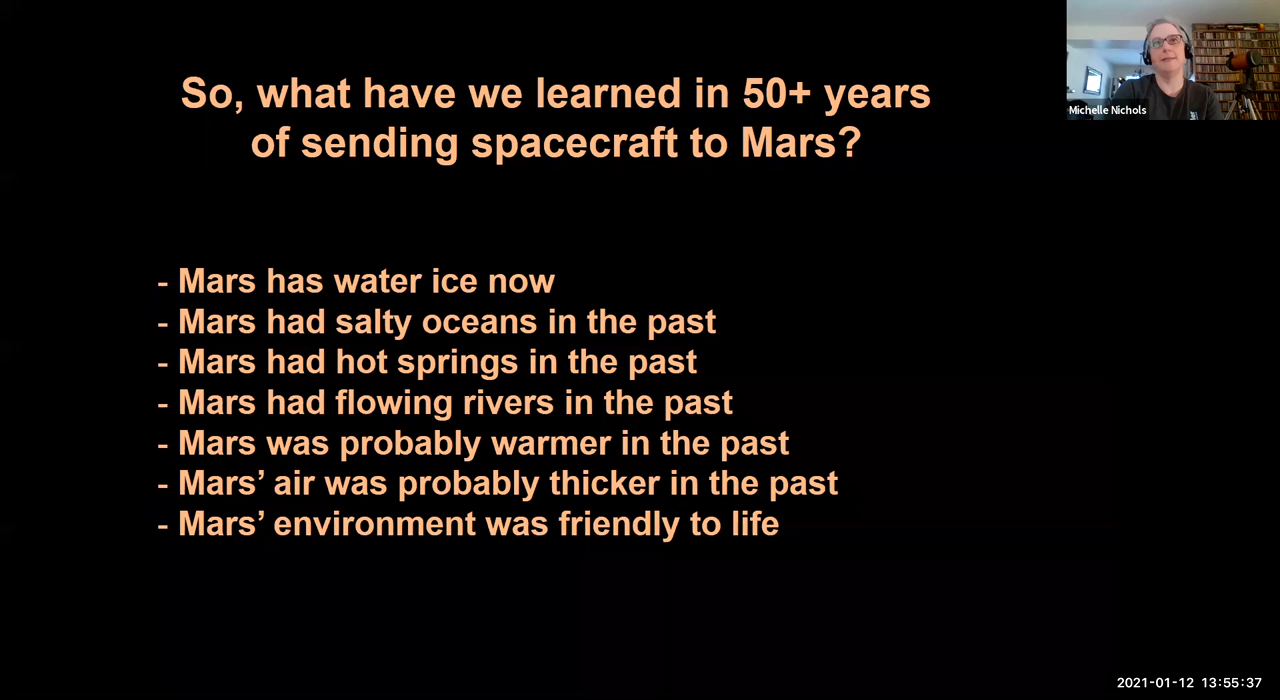 So, what have we learned in 50+ years
of sending spacecraft to Mars?
Michelle Nichols
- Mars has water ice now
- Mars had salty oceans in the past
- Mars had hot springs in the past
- Mars had flowing rivers in the past
- Mars was probably warmer in the past
- Mars’ air was probably thicker in the past
- Mars’ environment was friendly to life
2021-01-12 13:55:37